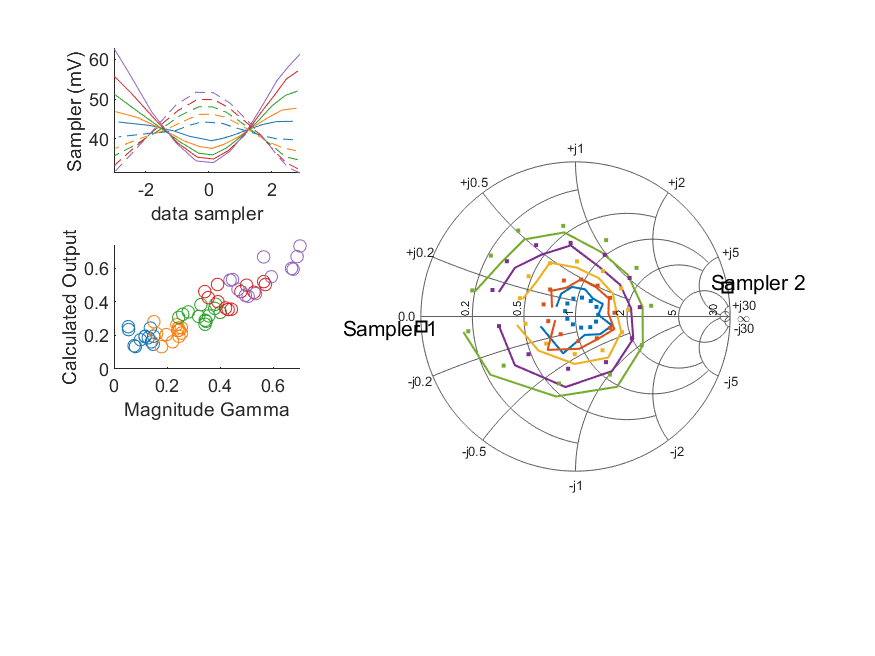 Sampler (mV)
60
50
40
-2
0
2
data sampler
Calculated Output
0.6
0.4
0.2
0
0
0.2
0.4
0.6
Magnitude Gamma
+j1
+j0.5
+j2
+j0.2
+j5
Sampler 2
+j30
∞
-j30
0.0
0.2
0.5
1
2
5
30
Sampler 1
-j0.2
-j5
-j0.5
-j2
-j1